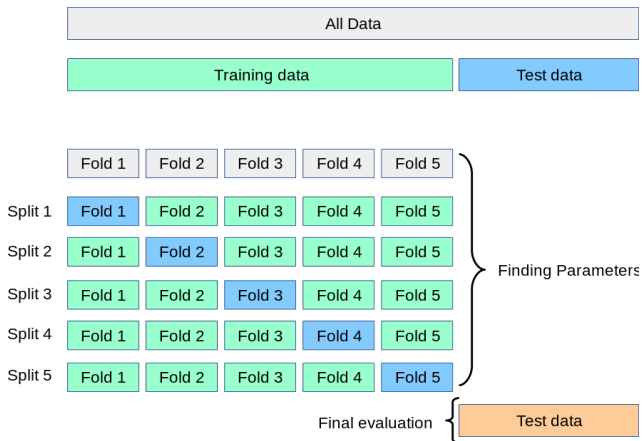 All Data
Training data Test data
Fold 1 Fold 2 Fold 3 Fold 4 Fold 5
Split 1 Fold 1 Fold 2 Fold 3 Fold 4 Fold 5
Split 2 Fold 1 Fold 2 Fold 3 Fold 4 Fold 5
Finding Parameters
Split 3 Fold 1 Fold 2 Fold 3 Fold 4 Fold 5
Split 4 Fold 1 Fold 2 Fold 3 Fold 4 Fold 5
Split 5 Fold 1 Fold 2 Fold 3 Fold 4 Fold 5
Final evaluation Test data